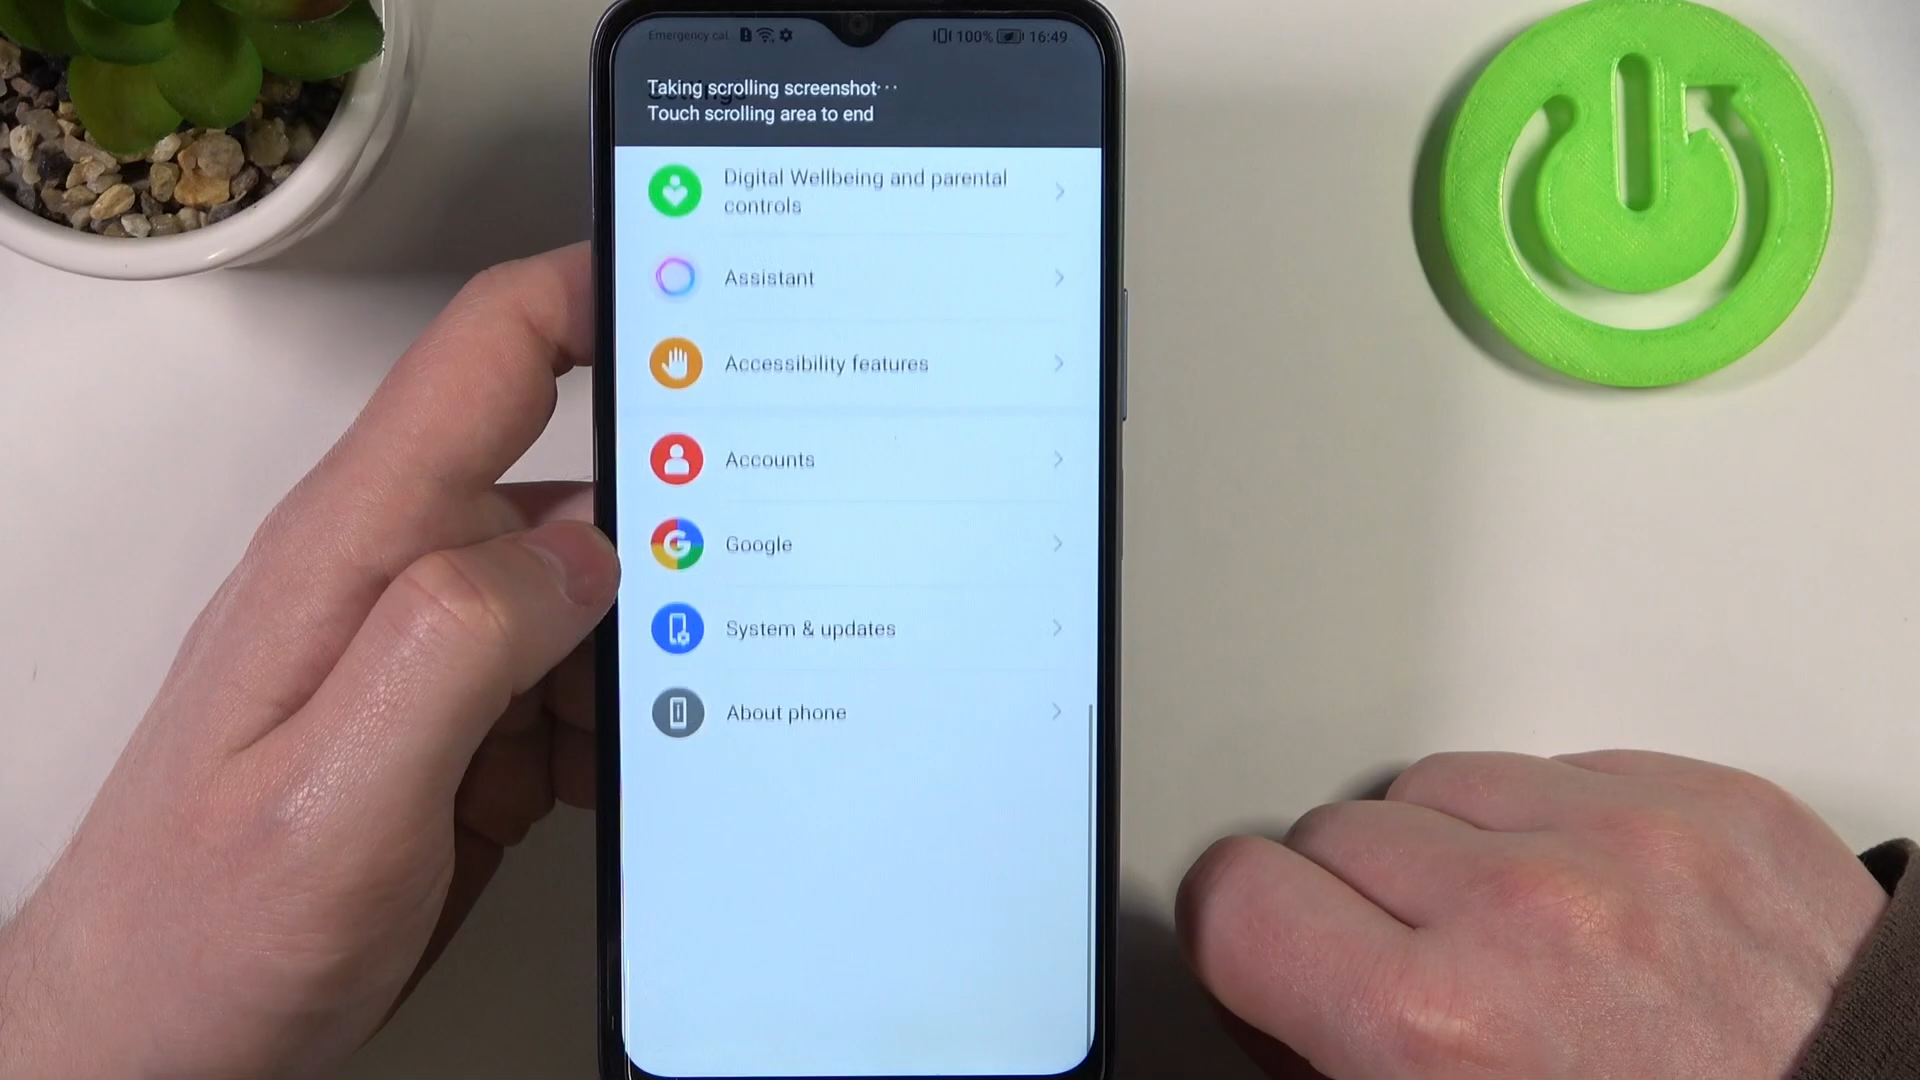 Emergency cal.. 100% 16:49
Taking scrolling screenshot···
Touch scrolling area to end
Digital Wellbeing and parental
controls
Assistant
Accessibility features
Accounts
Google
System & updates
About phone